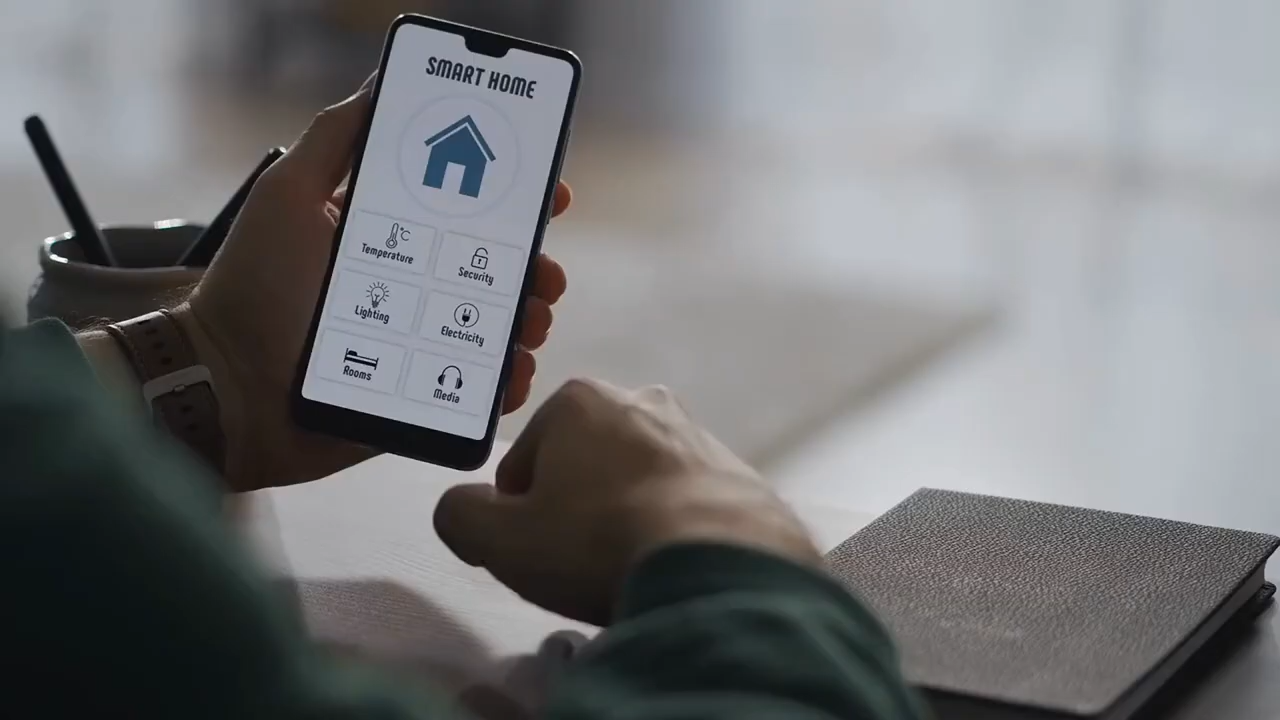 SMART HOME
°C
Temperature
Security
Lighting
Electricity
Rooms
Media